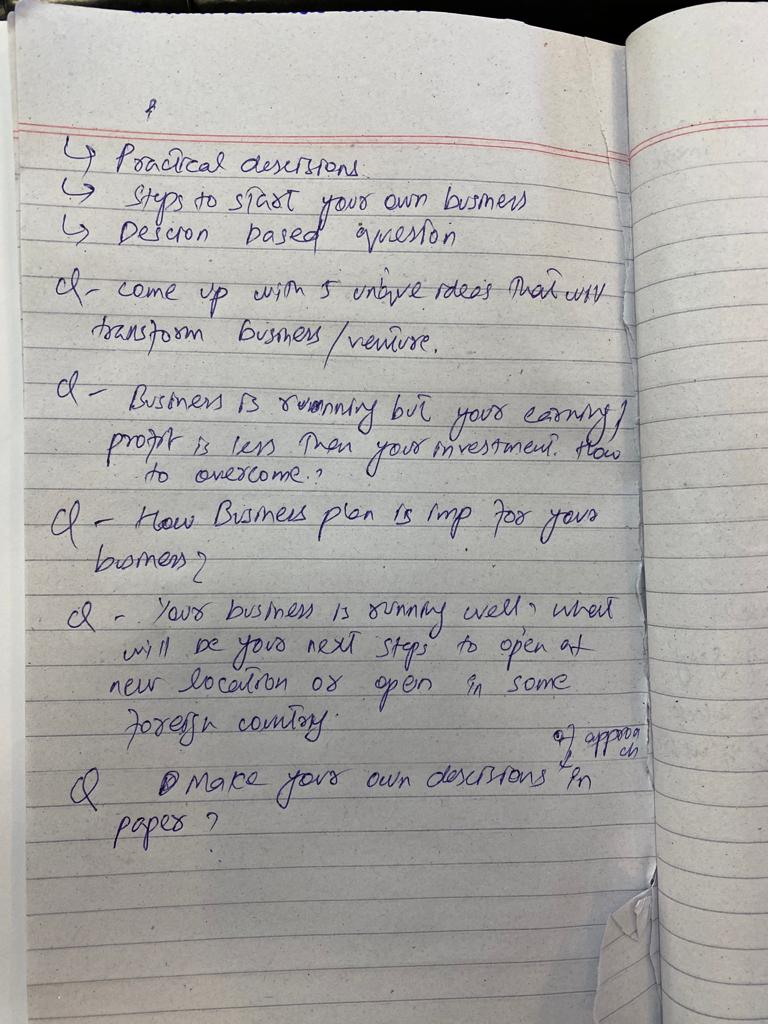 ↳ Practical descisions
↳ Steps to start your own business
↳ Descion based question
Q- come up with 5 unique ideas that will
transform business/venture.
Q- Business is running but your earning/
profit is less then your investment. How
to overcome.?
Q - How Business plan is imp for your
business?
Q - Your business is running well, what
will be your next steps to open at
new location or open in some
foreign country.
of approach
Q Make your own descisions in
paper?